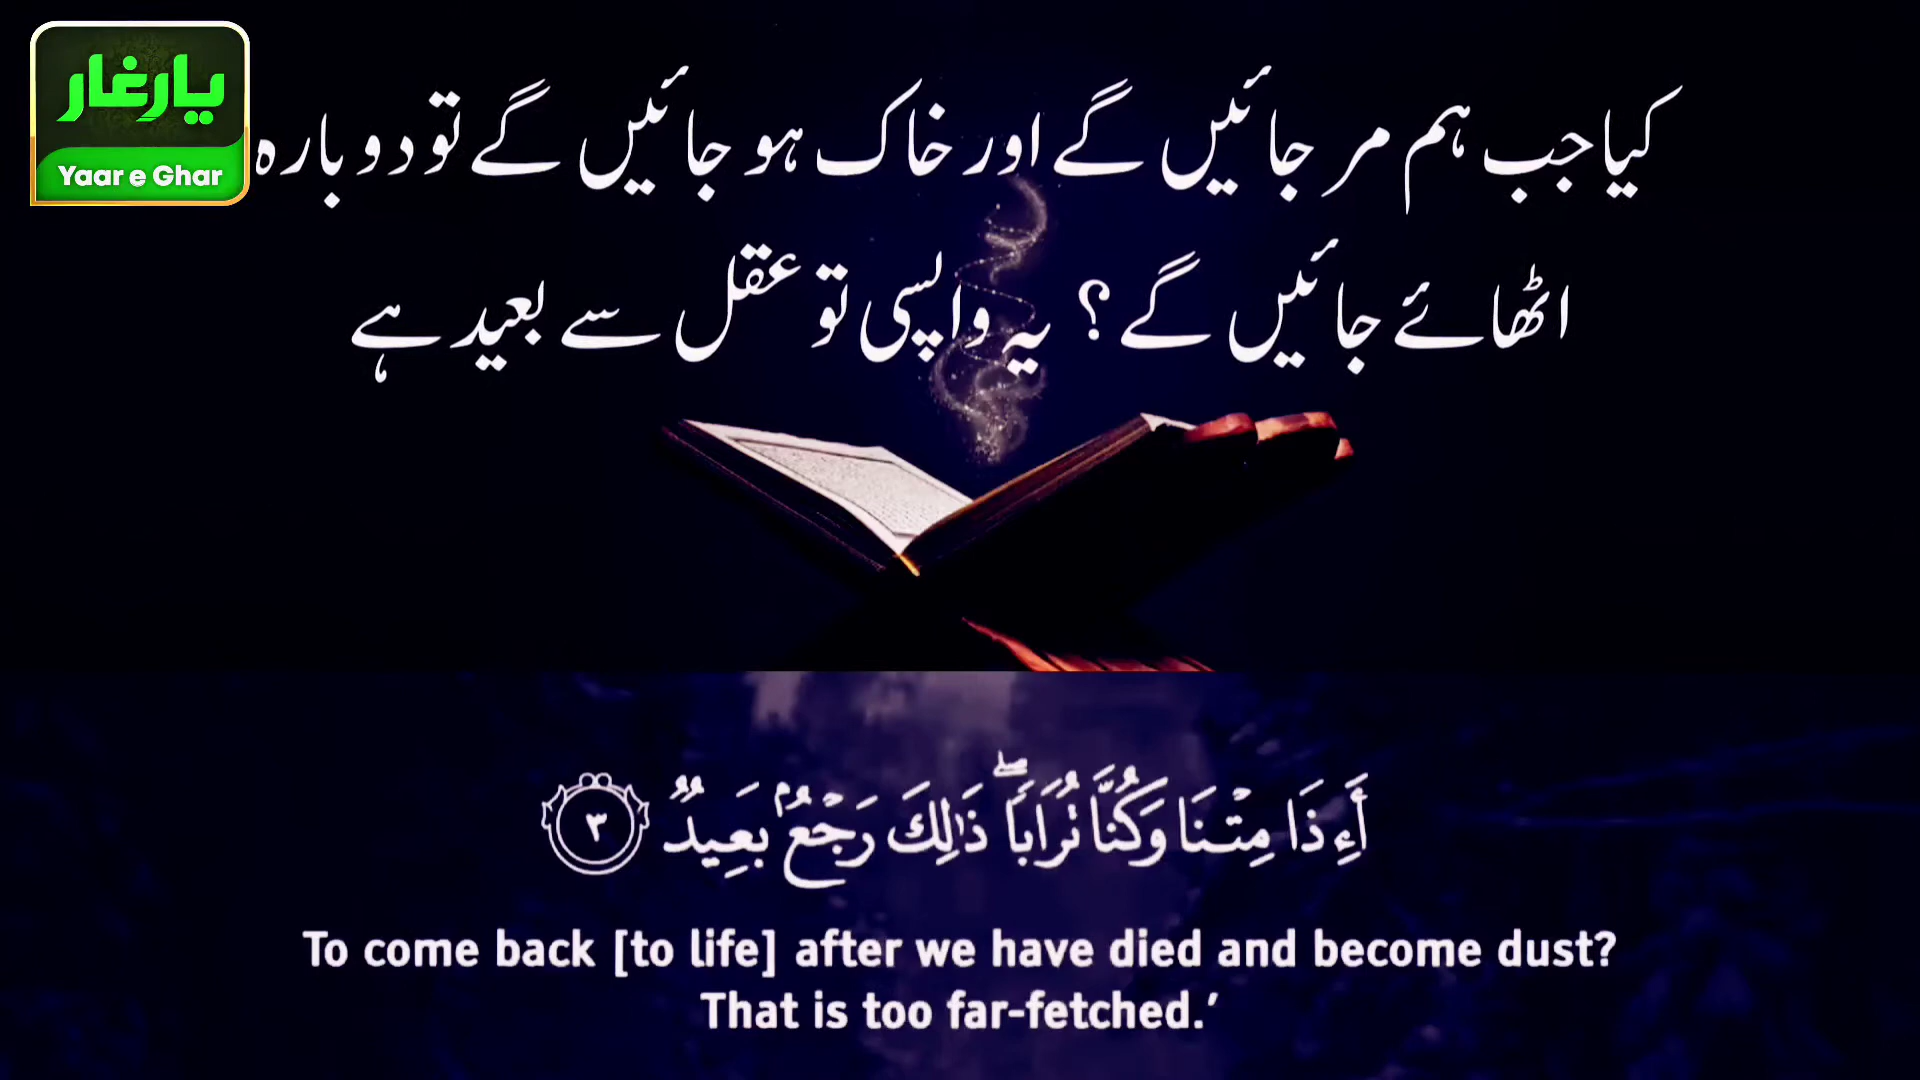 یارغار
Yaar e Ghar
کیا جب ہم مر جائیں گے اور خاک ہو جائیں گے تو دوبارہ
اٹھائے جائیں گے؟ یہ واپسی تو عقل سے بعید ہے
أَءِذَا مِتْنَا وَكُنَّا تُرَابًا ۖ ذَٰلِكَ رَجْعٌۢ بَعِيدٌ ٣
To come back [to life] after we have died and become dust?
That is too far-fetched.’